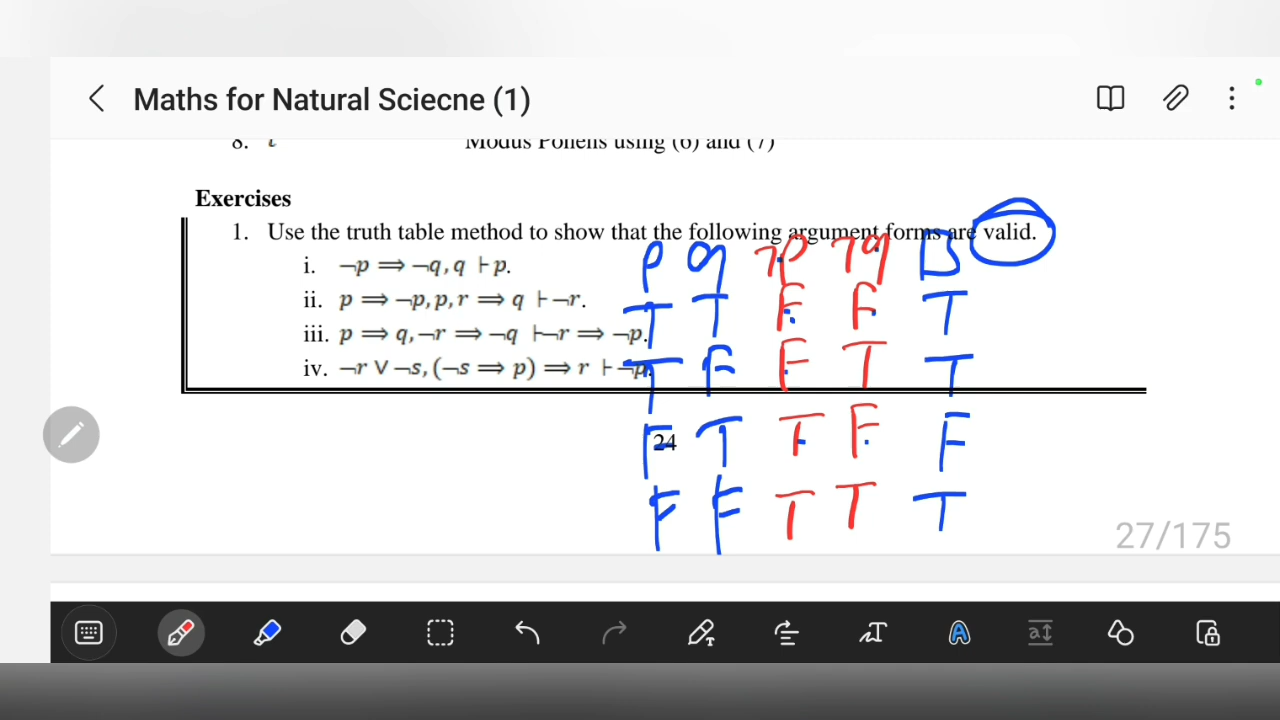 Maths for Natural Sciecne (1)
8. t Modus Ponens using (6) and (7)
Exercises
1. Use the truth table method to show that the following argument forms are valid.
i. ¬p ⟹ ¬q, q ⊢ p.
ii. p ⟹ ¬p, p, r ⟹ q ⊢ ¬r.
iii. p ⟹ q, ¬r ⟹ ¬q ⊢ ¬r ⟹ ¬p.
iv. ¬r ∨ ¬s, (¬s ⟹ p) ⟹ r ⊢ ¬p.
p q ¬p ¬q B
T T F F T
T F F T T
F T T F F
F F T T T
24
27/175